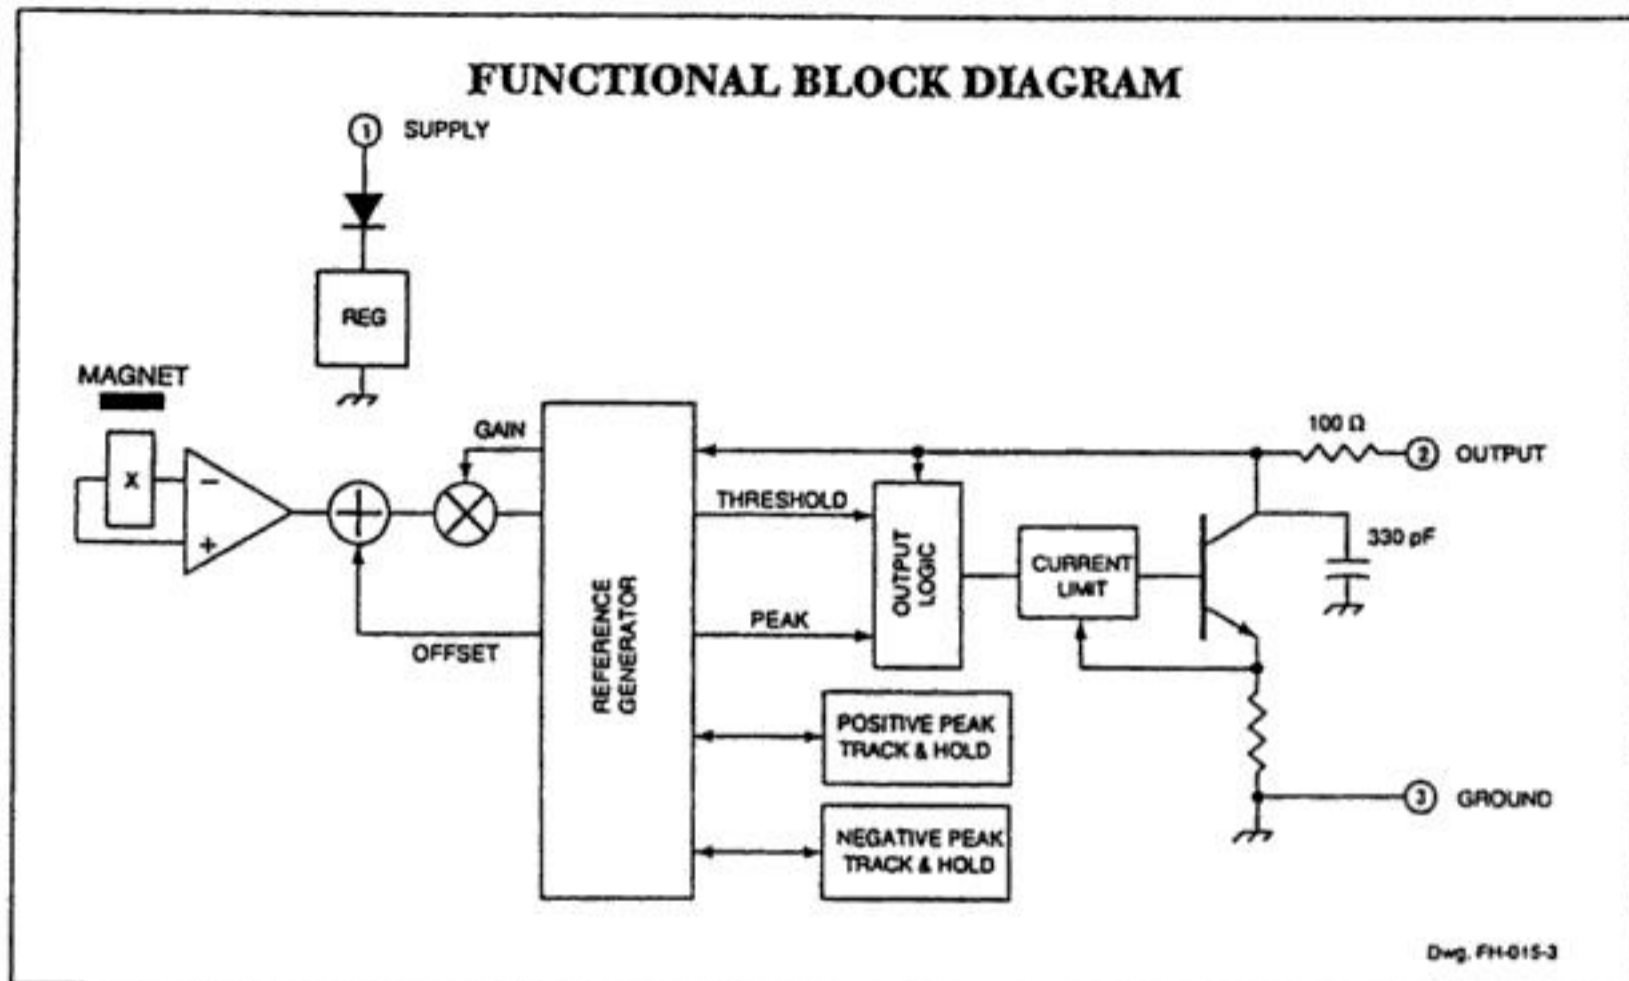 FUNCTIONAL BLOCK DIAGRAM
1 SUPPLY
REG
MAGNET
X
−
+
GAIN
OFFSET
REFERENCE
GENERATOR
THRESHOLD
PEAK
OUTPUT
LOGIC
CURRENT
LIMIT
100 Ω
2 OUTPUT
330 pF
POSITIVE PEAK
TRACK & HOLD
NEGATIVE PEAK
TRACK & HOLD
3 GROUND
Dwg. FH-015-3